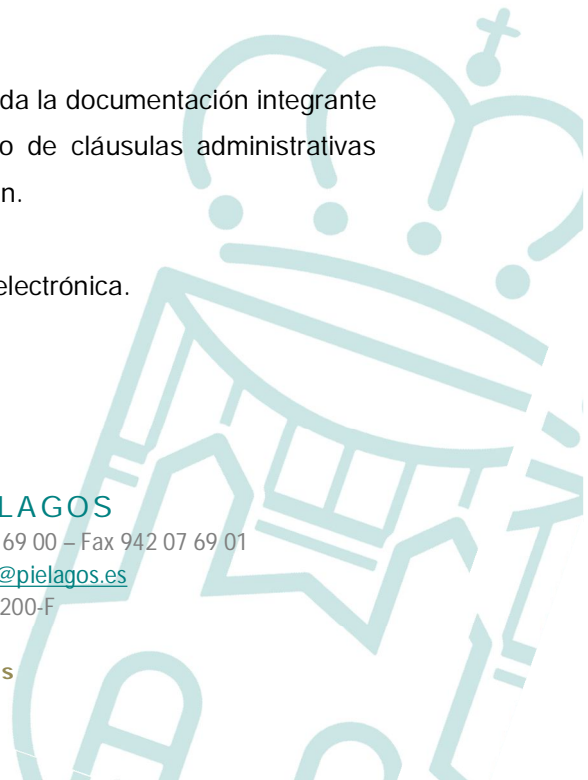 da la documentación integrante
o de cláusulas administrativas
n.
electrónica.
LAGOS
69 00 – Fax 942 07 69 01
@pielagos.es
200-F
s